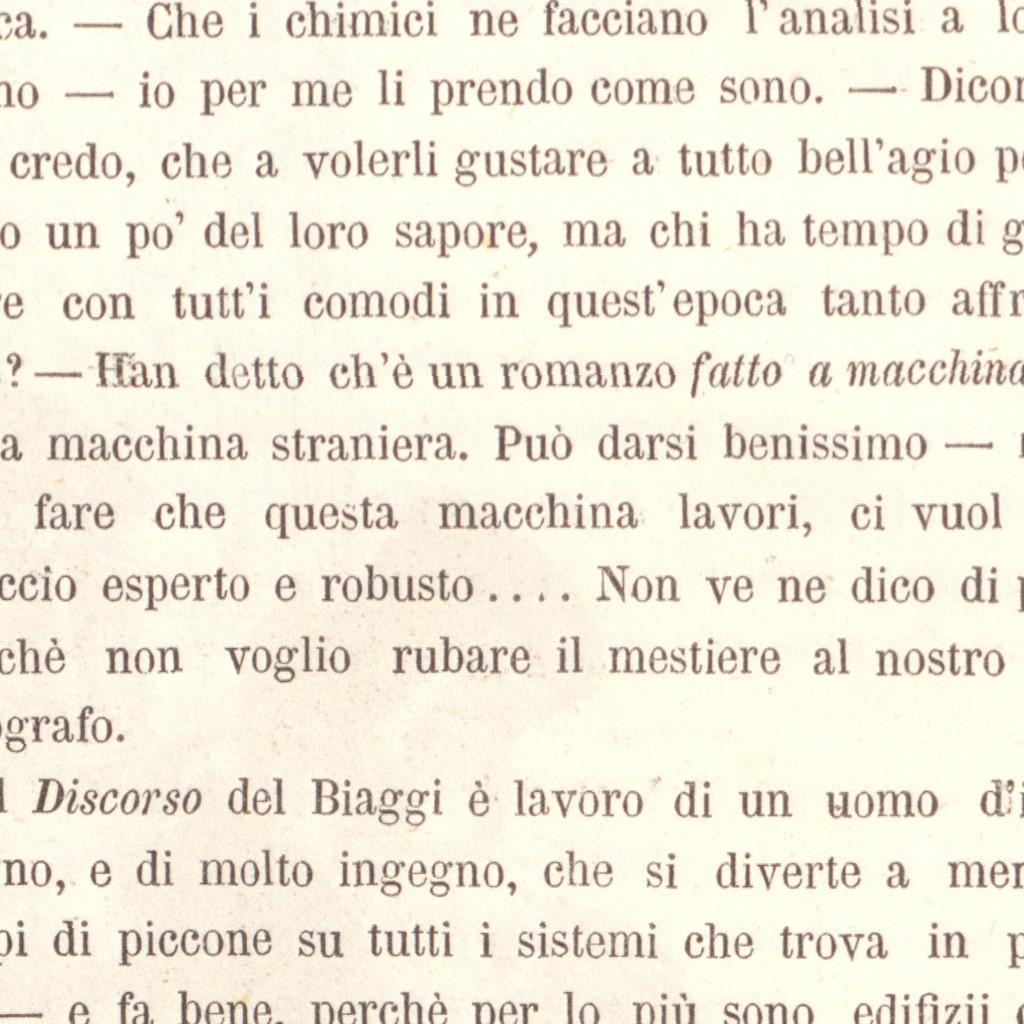 ca. — Che i chimici ne facciano l'analisi a lo
no — io per me li prendo come sono. — Dicon
credo, che a volerli gustare a tutto bell'agio pe
o un po' del loro sapore, ma chi ha tempo di g
e con tutt'i comodi in quest'epoca tanto affr
? — Han detto ch'è un romanzo fatto a macchina
a macchina straniera. Può darsi benissimo —
fare che questa macchina lavori, ci vuol
ccio esperto e robusto.... Non ve ne dico di p
chè non voglio rubare il mestiere al nostro
ografo.
l Discorso del Biaggi è lavoro di un uomo d'i
no, e di molto ingegno, che si diverte a men
pi di piccone su tutti i sistemi che trova in p
— e fa bene, perchè per lo più sono edifizii